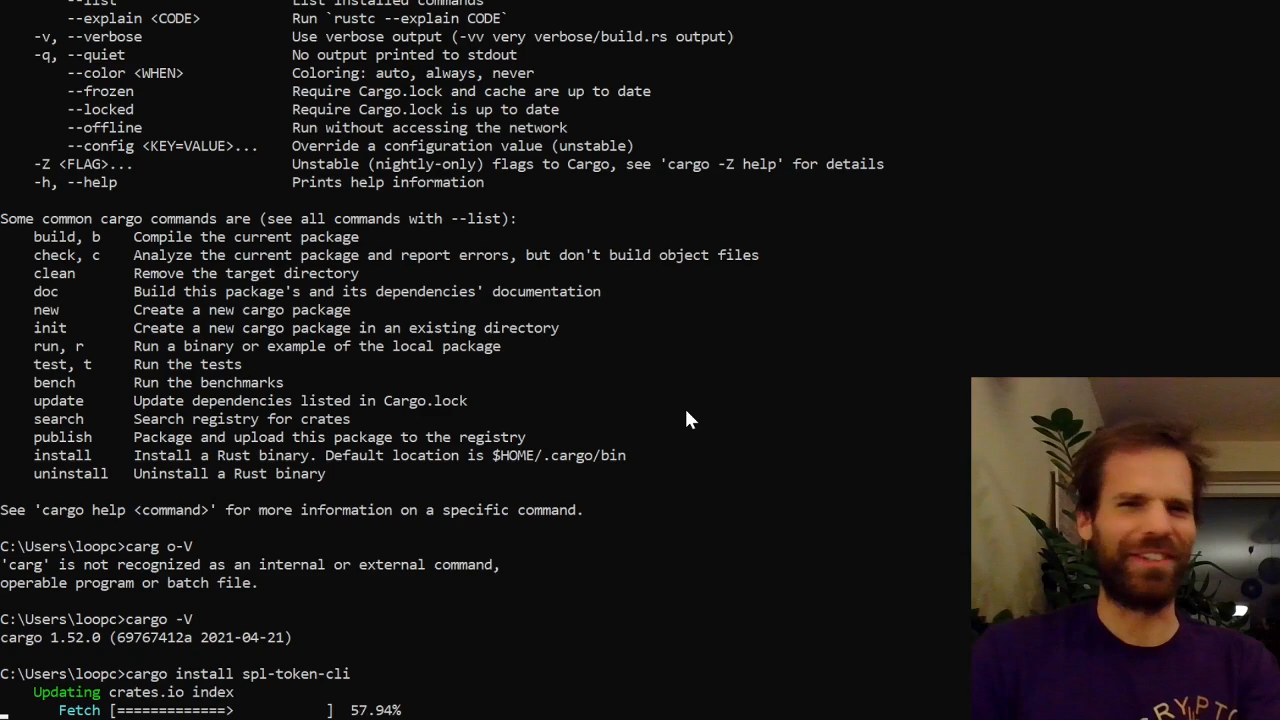 --list                   List installed commands
--explain <CODE>         Run `rustc --explain CODE`
-v, --verbose                Use verbose output (-vv very verbose/build.rs output)
-q, --quiet                  No output printed to stdout
--color <WHEN>           Coloring: auto, always, never
--frozen                 Require Cargo.lock and cache are up to date
--locked                 Require Cargo.lock is up to date
--offline                Run without accessing the network
--config <KEY=VALUE>...  Override a configuration value (unstable)
-Z <FLAG>...                 Unstable (nightly-only) flags to Cargo, see 'cargo -Z help' for details
-h, --help                   Prints help information
Some common cargo commands are (see all commands with --list):
build, b    Compile the current package
check, c    Analyze the current package and report errors, but don't build object files
clean       Remove the target directory
doc         Build this package's and its dependencies' documentation
new         Create a new cargo package
init        Create a new cargo package in an existing directory
run, r      Run a binary or example of the local package
test, t     Run the tests
bench       Run the benchmarks
update      Update dependencies listed in Cargo.lock
search      Search registry for crates
publish     Package and upload this package to the registry
install     Install a Rust binary. Default location is $HOME/.cargo/bin
uninstall   Uninstall a Rust binary
See 'cargo help <command>' for more information on a specific command.
C:\Users\loopc>carg o-V
'carg' is not recognized as an internal or external command,
operable program or batch file.
C:\Users\loopc>cargo -V
cargo 1.52.0 (69767412a 2021-04-21)
C:\Users\loopc>cargo install spl-token-cli
Updating crates.io index
Fetch [=============>           ]  57.94%